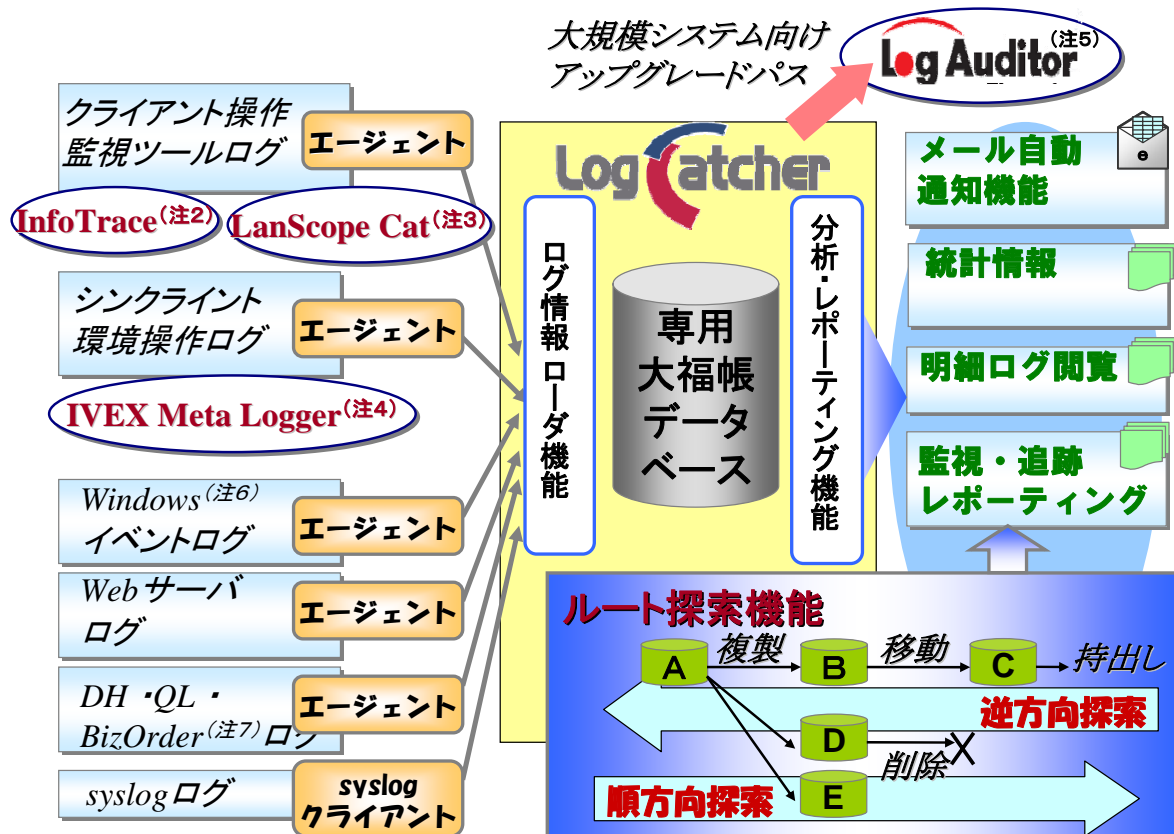 大規模システム向け
アップグレードパス
Log Auditor(注5)
クライアント操作
監視ツールログ
エージェント
InfoTrace(注2)
LanScope Cat(注3)
シンクライント
環境操作ログ
エージェント
IVEX Meta Logger(注4)
Windows(注6)
イベントログ
エージェント
Webサーバ
ログ
エージェント
DH・QL・
BizOrder(注7)ログ
エージェント
syslogログ
syslog
クライアント
LogCatcher
ログ情報ローダ機能
専用
大福帳
データ
ベース
分析・レポーティング機能
メール自動
通知機能
e
統計情報
明細ログ閲覧
監視・追跡
レポーティング
ルート探索機能
A 複製 B 移動 C 持出し
逆方向探索
D 削除
E
順方向探索